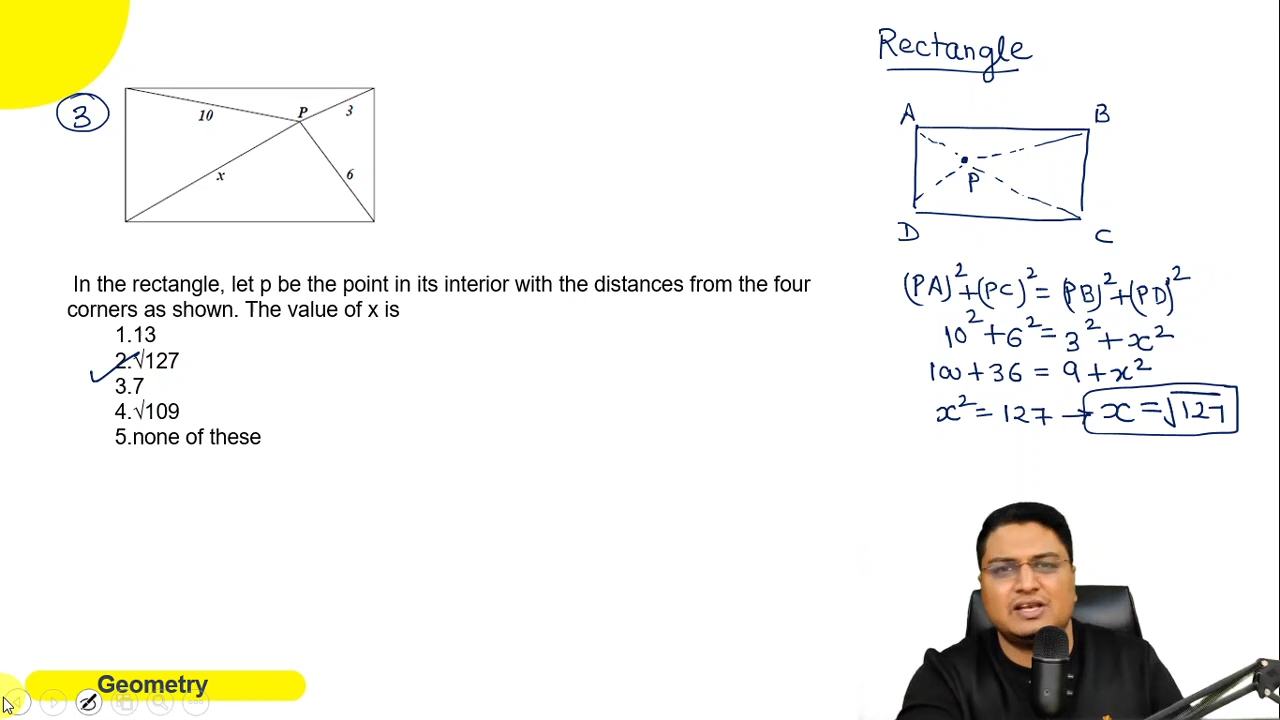 3
10
P
3
x
6
In the rectangle, let p be the point in its interior with the distances from the four
corners as shown. The value of x is
1.13
2.√127
3.7
4.√109
5.none of these
Rectangle
A
B
P
D
C
(PA)² + (PC)² = (PB)² + (PD)²
10² + 6² = 3² + x²
100 + 36 = 9 + x²
x² = 127 → x = √127
Geometry